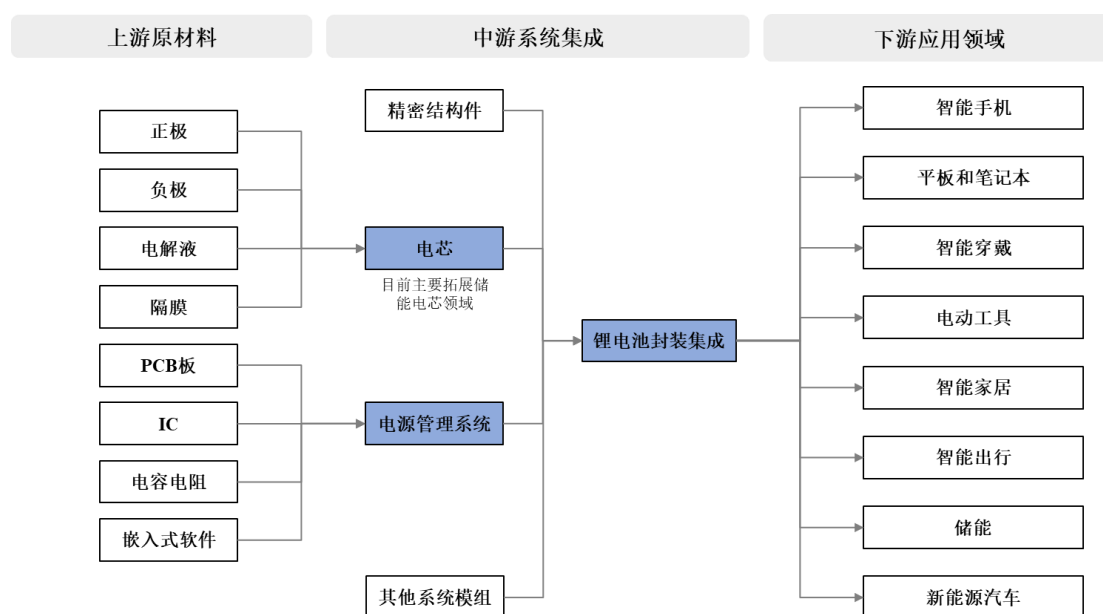 上游原材料
中游系统集成
下游应用领域
正极
负极
电解液
隔膜
PCB板
IC
电容电阻
嵌入式软件
精密结构件
电芯
目前主要拓展储
能电芯领域
电源管理系统
其他系统模组
锂电池封装集成
智能手机
平板和笔记本
智能穿戴
电动工具
智能家居
智能出行
储能
新能源汽车